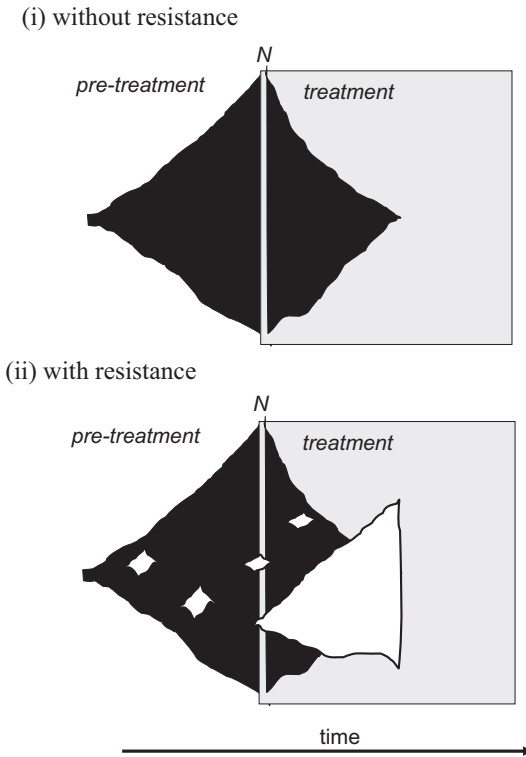 (i) without resistance
N
pre-treatment
treatment
(ii) with resistance
N
pre-treatment
treatment
time